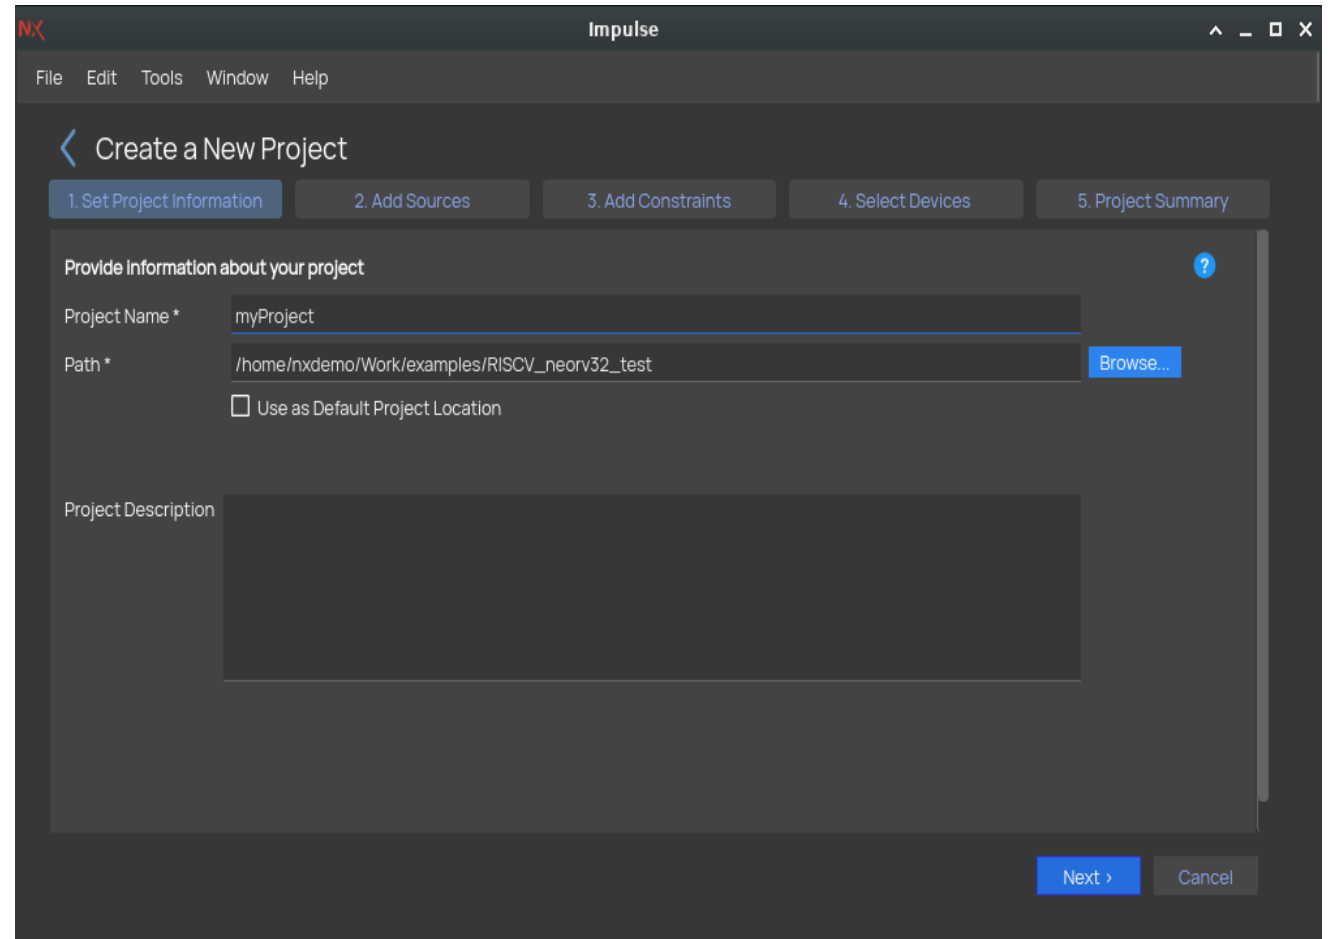 NX Impulse
File Edit Tools Window Help
Create a New Project
1. Set Project Information 2. Add Sources 3. Add Constraints 4. Select Devices 5. Project Summary
Provide information about your project ?
Project Name * myProject
Path * /home/nxdemo/Work/examples/RISCV_neorv32_test Browse...
Use as Default Project Location
Project Description
Next › Cancel